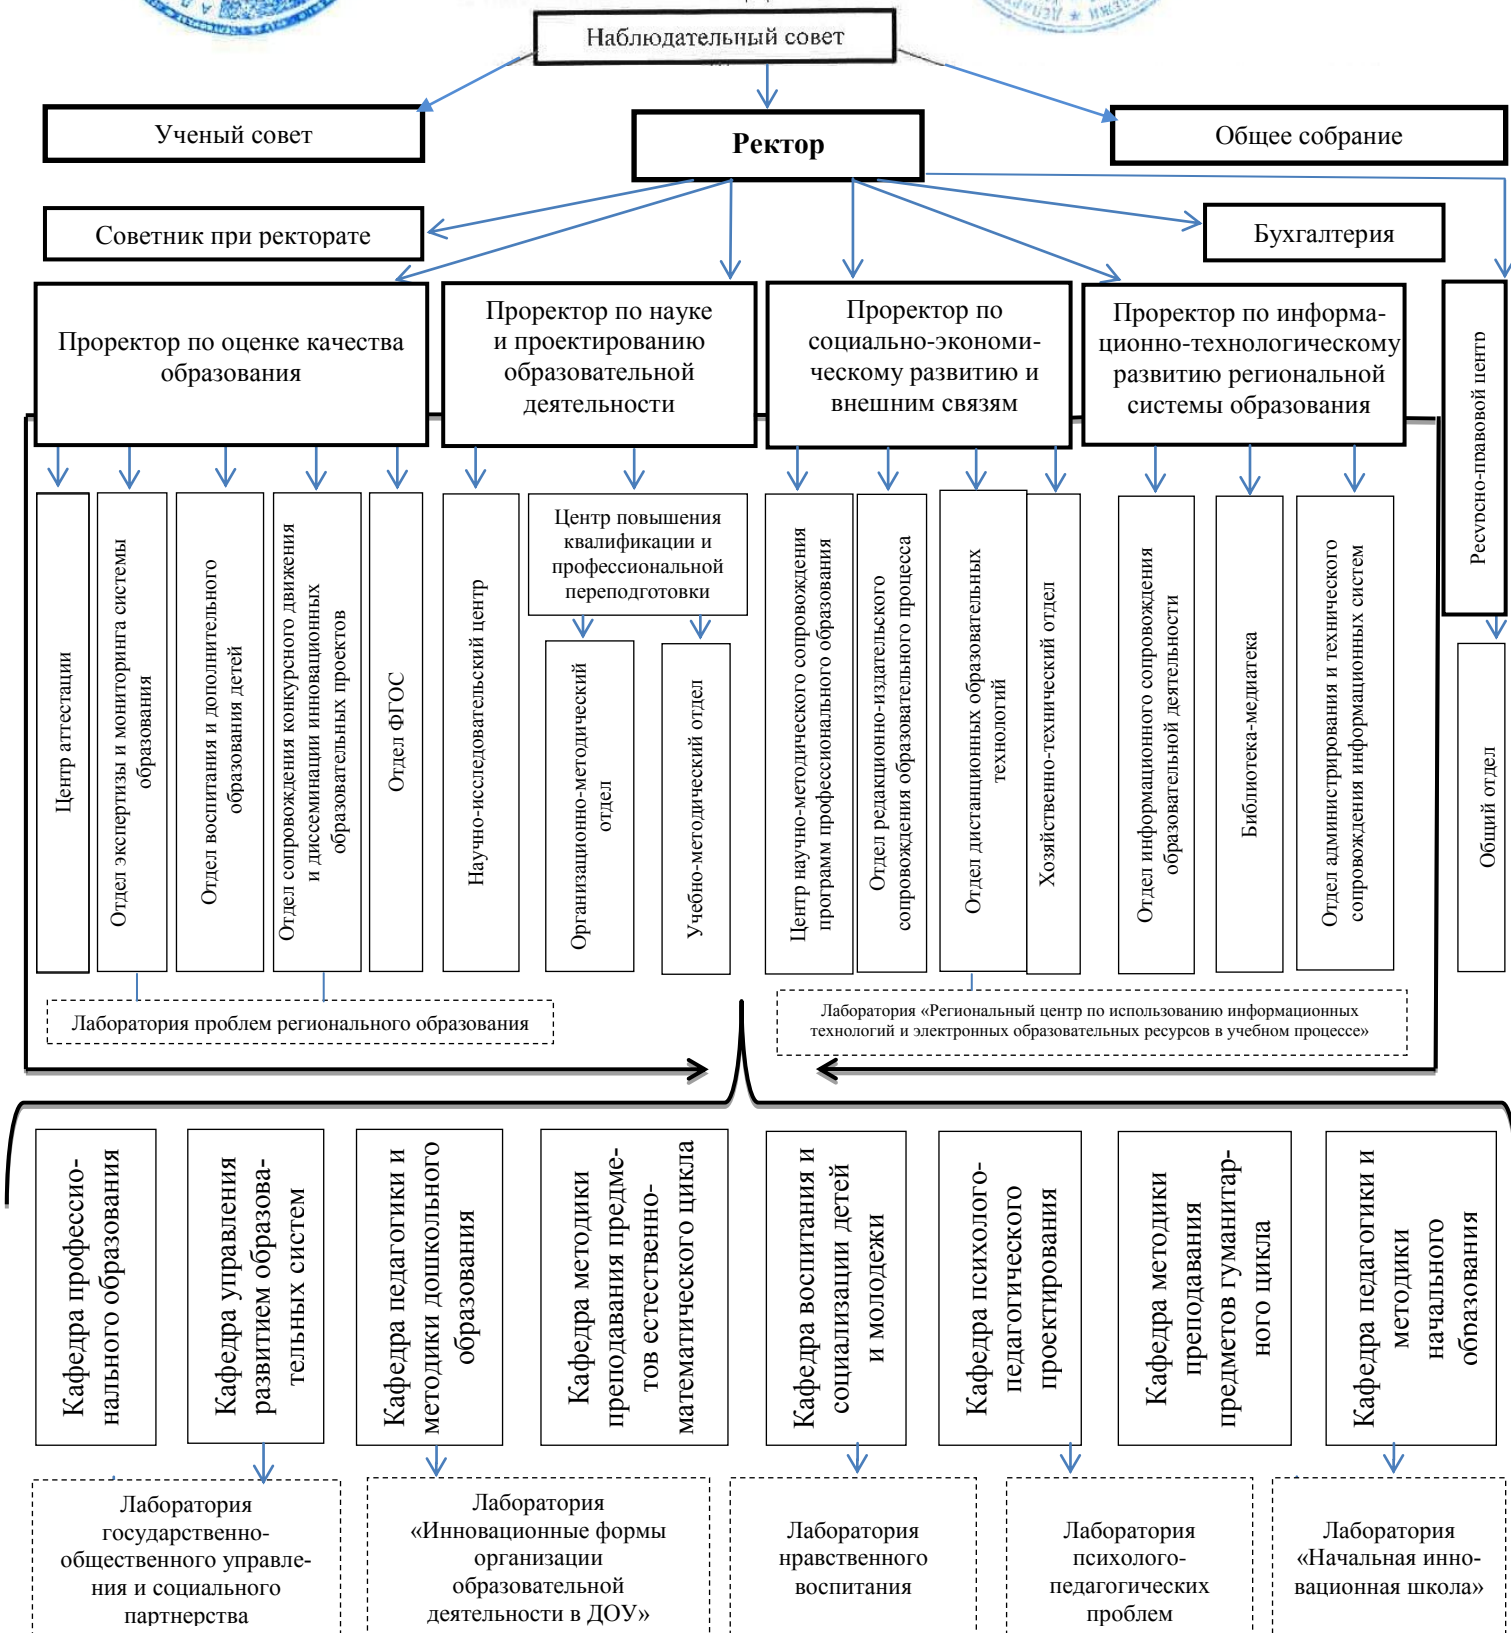 Наблюдательный совет
Ученый совет
Ректор
Общее собрание
Советник при ректорате
Бухгалтерия
Проректор по оценке качества
образования
Проректор по науке
и проектированию
образовательной
деятельности
Проректор по
социально-экономи-
ческому развитию и
внешним связям
Проректор по информа-
ционно-технологическому
развитию региональной
системы образования
Ресурсно-правовой центр
Центр аттестации
Отдел экспертизы и мониторинга системы
образования
Отдел воспитания и дополнительного
образования детей
Отдел сопровождения конкурсного движения
и диссеминации инновационных
образовательных проектов
Отдел ФГОС
Научно-исследовательский центр
Центр повышения
квалификации и
профессиональной
переподготовки
Организационно-методический
отдел
Учебно-методический отдел
Центр научно-методического сопровождения
программ профессионального образования
Отдел редакционно-издательского
сопровождения образовательного процесса
Отдел дистанционных образовательных
технологий
Хозяйственно-технический отдел
Отдел информационного сопровождения
образовательной деятельности
Библиотека-медиатека
Отдел администрирования и технического
сопровождения информационных систем
Общий отдел
Лаборатория проблем регионального образования
Лаборатория «Региональный центр по использованию информационных
технологий и электронных образовательных ресурсов в учебном процессе»
Кафедра профессио-
нального образования
Кафедра управления
развитием образова-
тельных систем
Кафедра педагогики и
методики дошкольного
образования
Кафедра методики
преподавания предме-
тов естественно-
математического цикла
Кафедра воспитания и
социализации детей
и молодежи
Кафедра психолого-
педагогического
проектирования
Кафедра методики
преподавания
предметов гуманитар-
ного цикла
Кафедра педагогики и
методики
начального
образования
Лаборатория
государственно-
общественного управле-
ния и социального
партнерства
Лаборатория
«Инновационные формы
организации
образовательной
деятельности в ДОУ»
Лаборатория
нравственного
воспитания
Лаборатория
психолого-
педагогических
проблем
Лаборатория
«Начальная инно-
вационная школа»